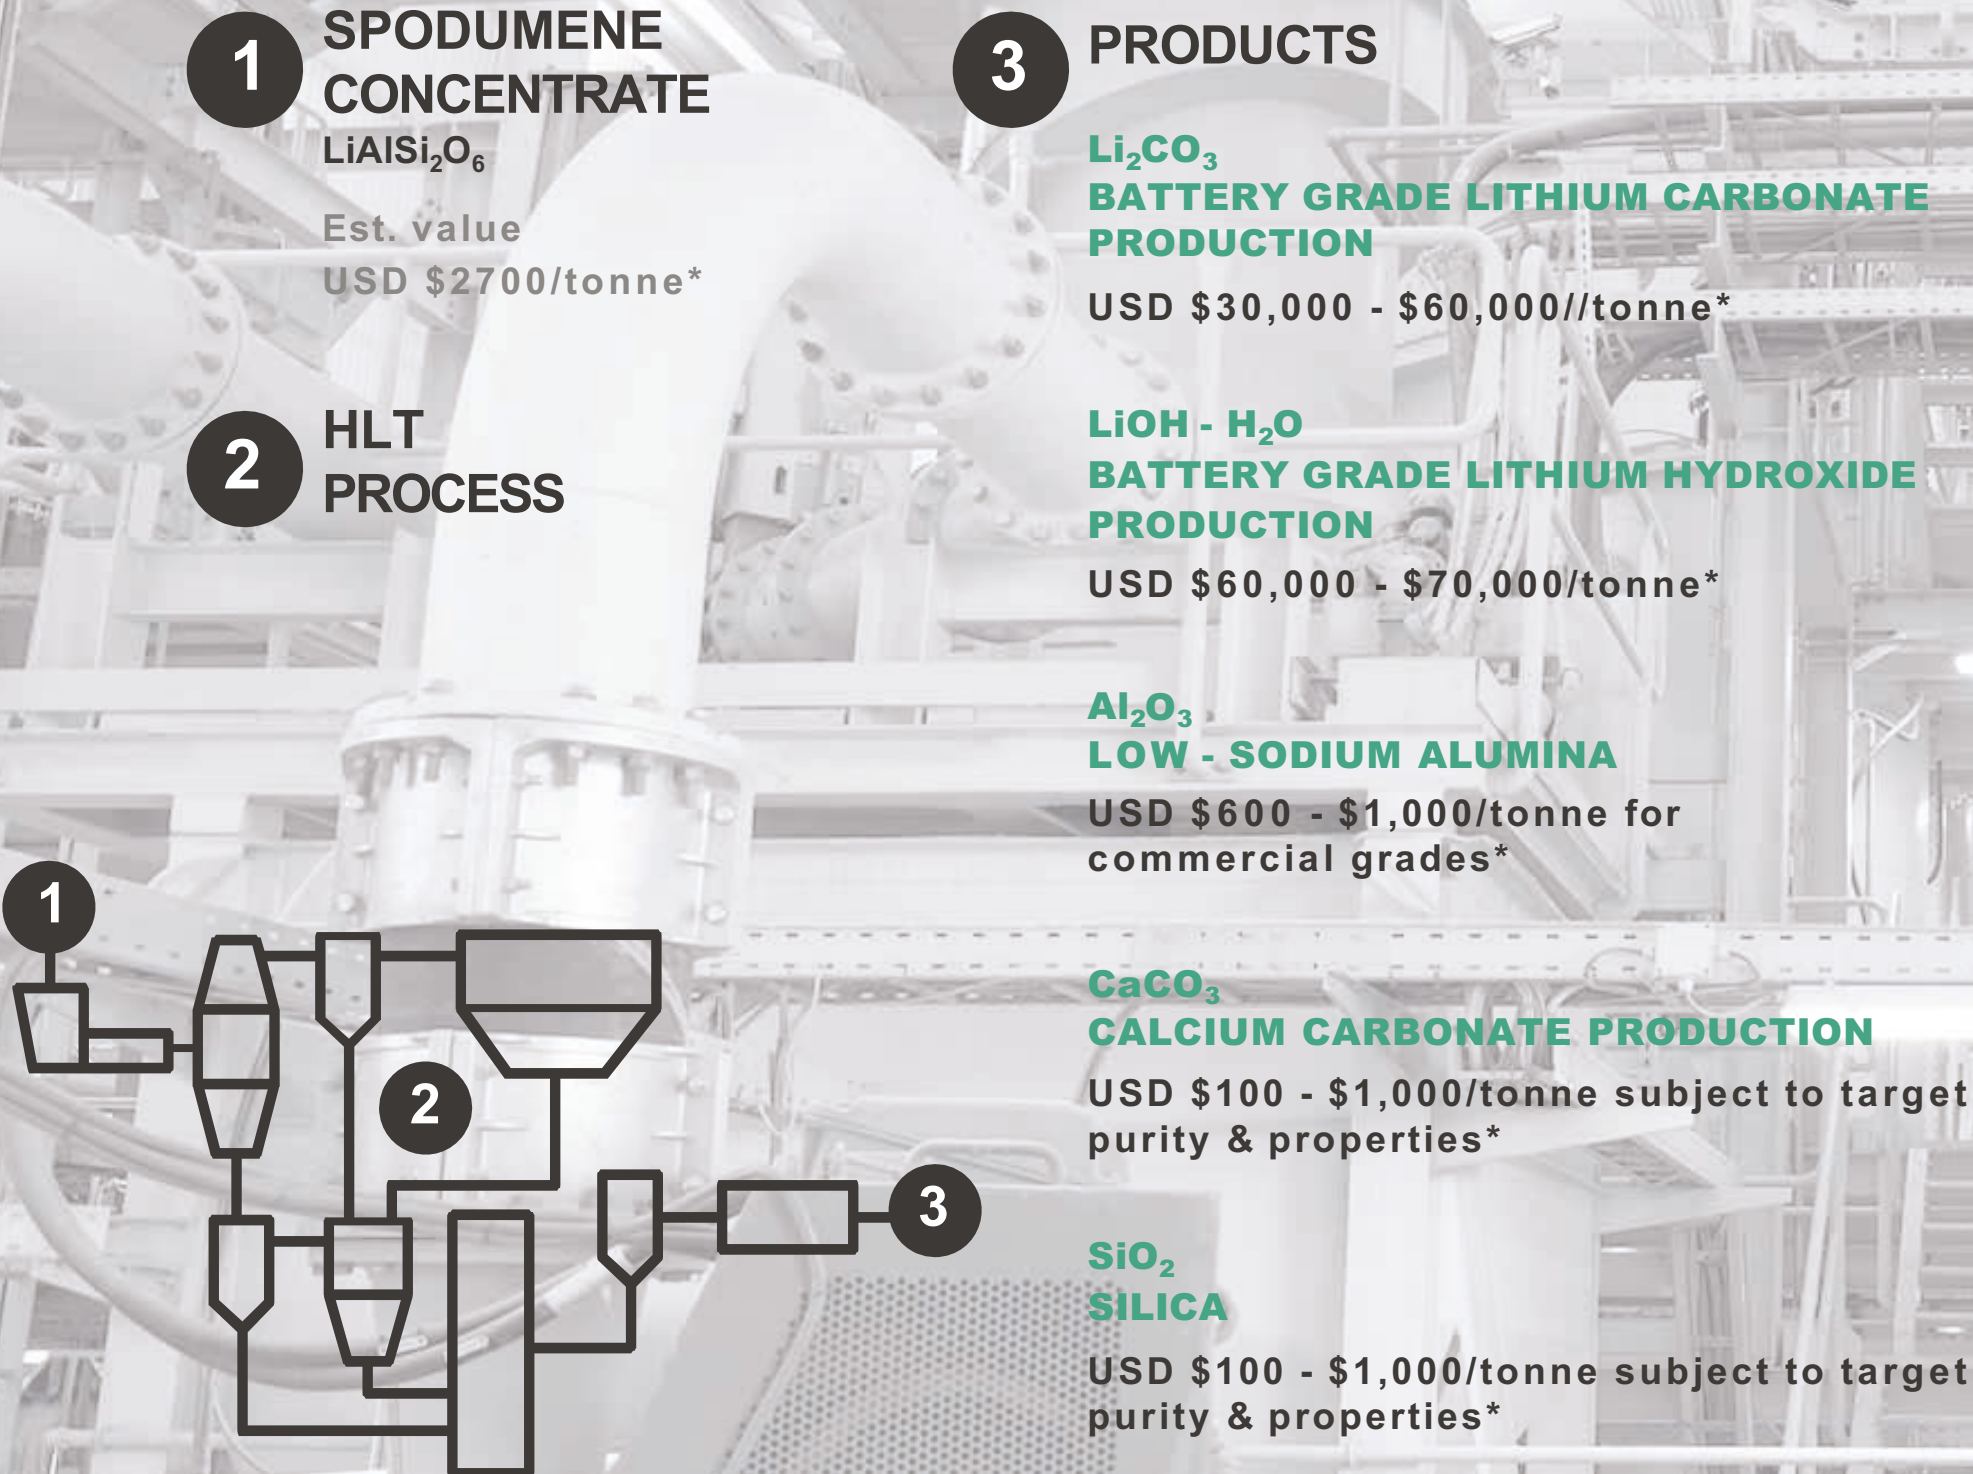 1
SPODUMENE
CONCENTRATE
LiAlSi₂O₆
Est. value
USD $2700/tonne*
2
HLT
PROCESS
3
PRODUCTS
Li₂CO₃
BATTERY GRADE LITHIUM CARBONATE
PRODUCTION
USD $30,000 - $60,000//tonne*
LiOH - H₂O
BATTERY GRADE LITHIUM HYDROXIDE
PRODUCTION
USD $60,000 - $70,000/tonne*
Al₂O₃
LOW - SODIUM ALUMINA
USD $600 - $1,000/tonne for
commercial grades*
CaCO₃
CALCIUM CARBONATE PRODUCTION
USD $100 - $1,000/tonne subject to target
purity & properties*
SiO₂
SILICA
USD $100 - $1,000/tonne subject to target
purity & properties*
1
2
3